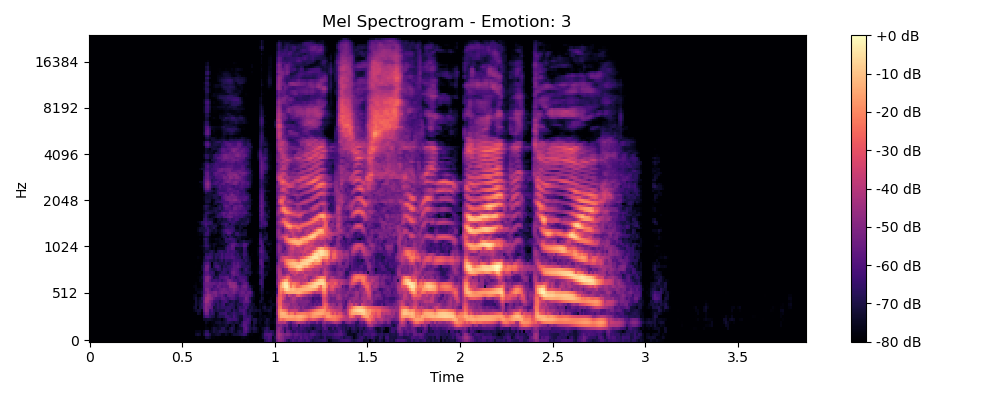 Mel Spectrogram - Emotion: 3
Hz
16384
8192
4096
2048
1024
512
0
0 0.5 1 1.5 2 2.5 3 3.5
Time
+0 dB
-10 dB
-20 dB
-30 dB
-40 dB
-50 dB
-60 dB
-70 dB
-80 dB